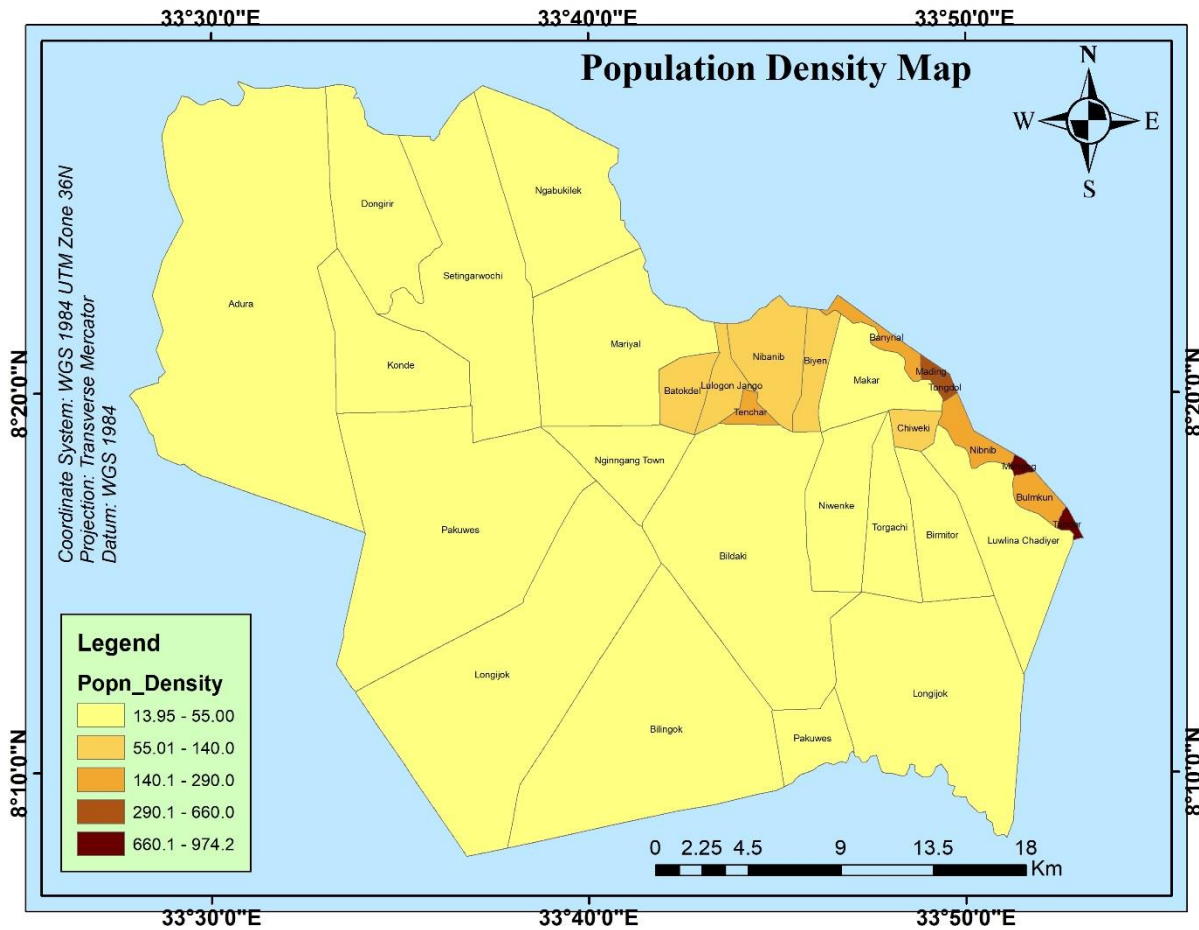 33°30'0"E
33°40'0"E
33°50'0"E
Population Density Map
N
W
E
S
Coordinate System: WGS 1984 UTM Zone 36N
Projection: Transverse Mercator
Datum: WGS 1984
8°20'0"N
8°20'0"N
8°10'0"N
8°10'0"N
Ngabukilek
Dongirir
Setingarwochi
Adura
Mariyal
Konde
Banynal
Nibanib
Biyen
Mading
Makar
Tongdol
Batokdel
Lulogon Jango
Tenchar
Chiweki
Nibnib
Nginngang Town
Bulmkun
Niwenke
Pakuwes
Torgachi
Birmitor
Luwlina Chadiyer
Bildaki
Longijok
Longijok
Bilingok
Pakuwes
Legend
Popn_Density
13.95 - 55.00
55.01 - 140.0
140.1 - 290.0
290.1 - 660.0
660.1 - 974.2
0 2.25 4.5 9 13.5 18
Km
33°30'0"E
33°40'0"E
33°50'0"E